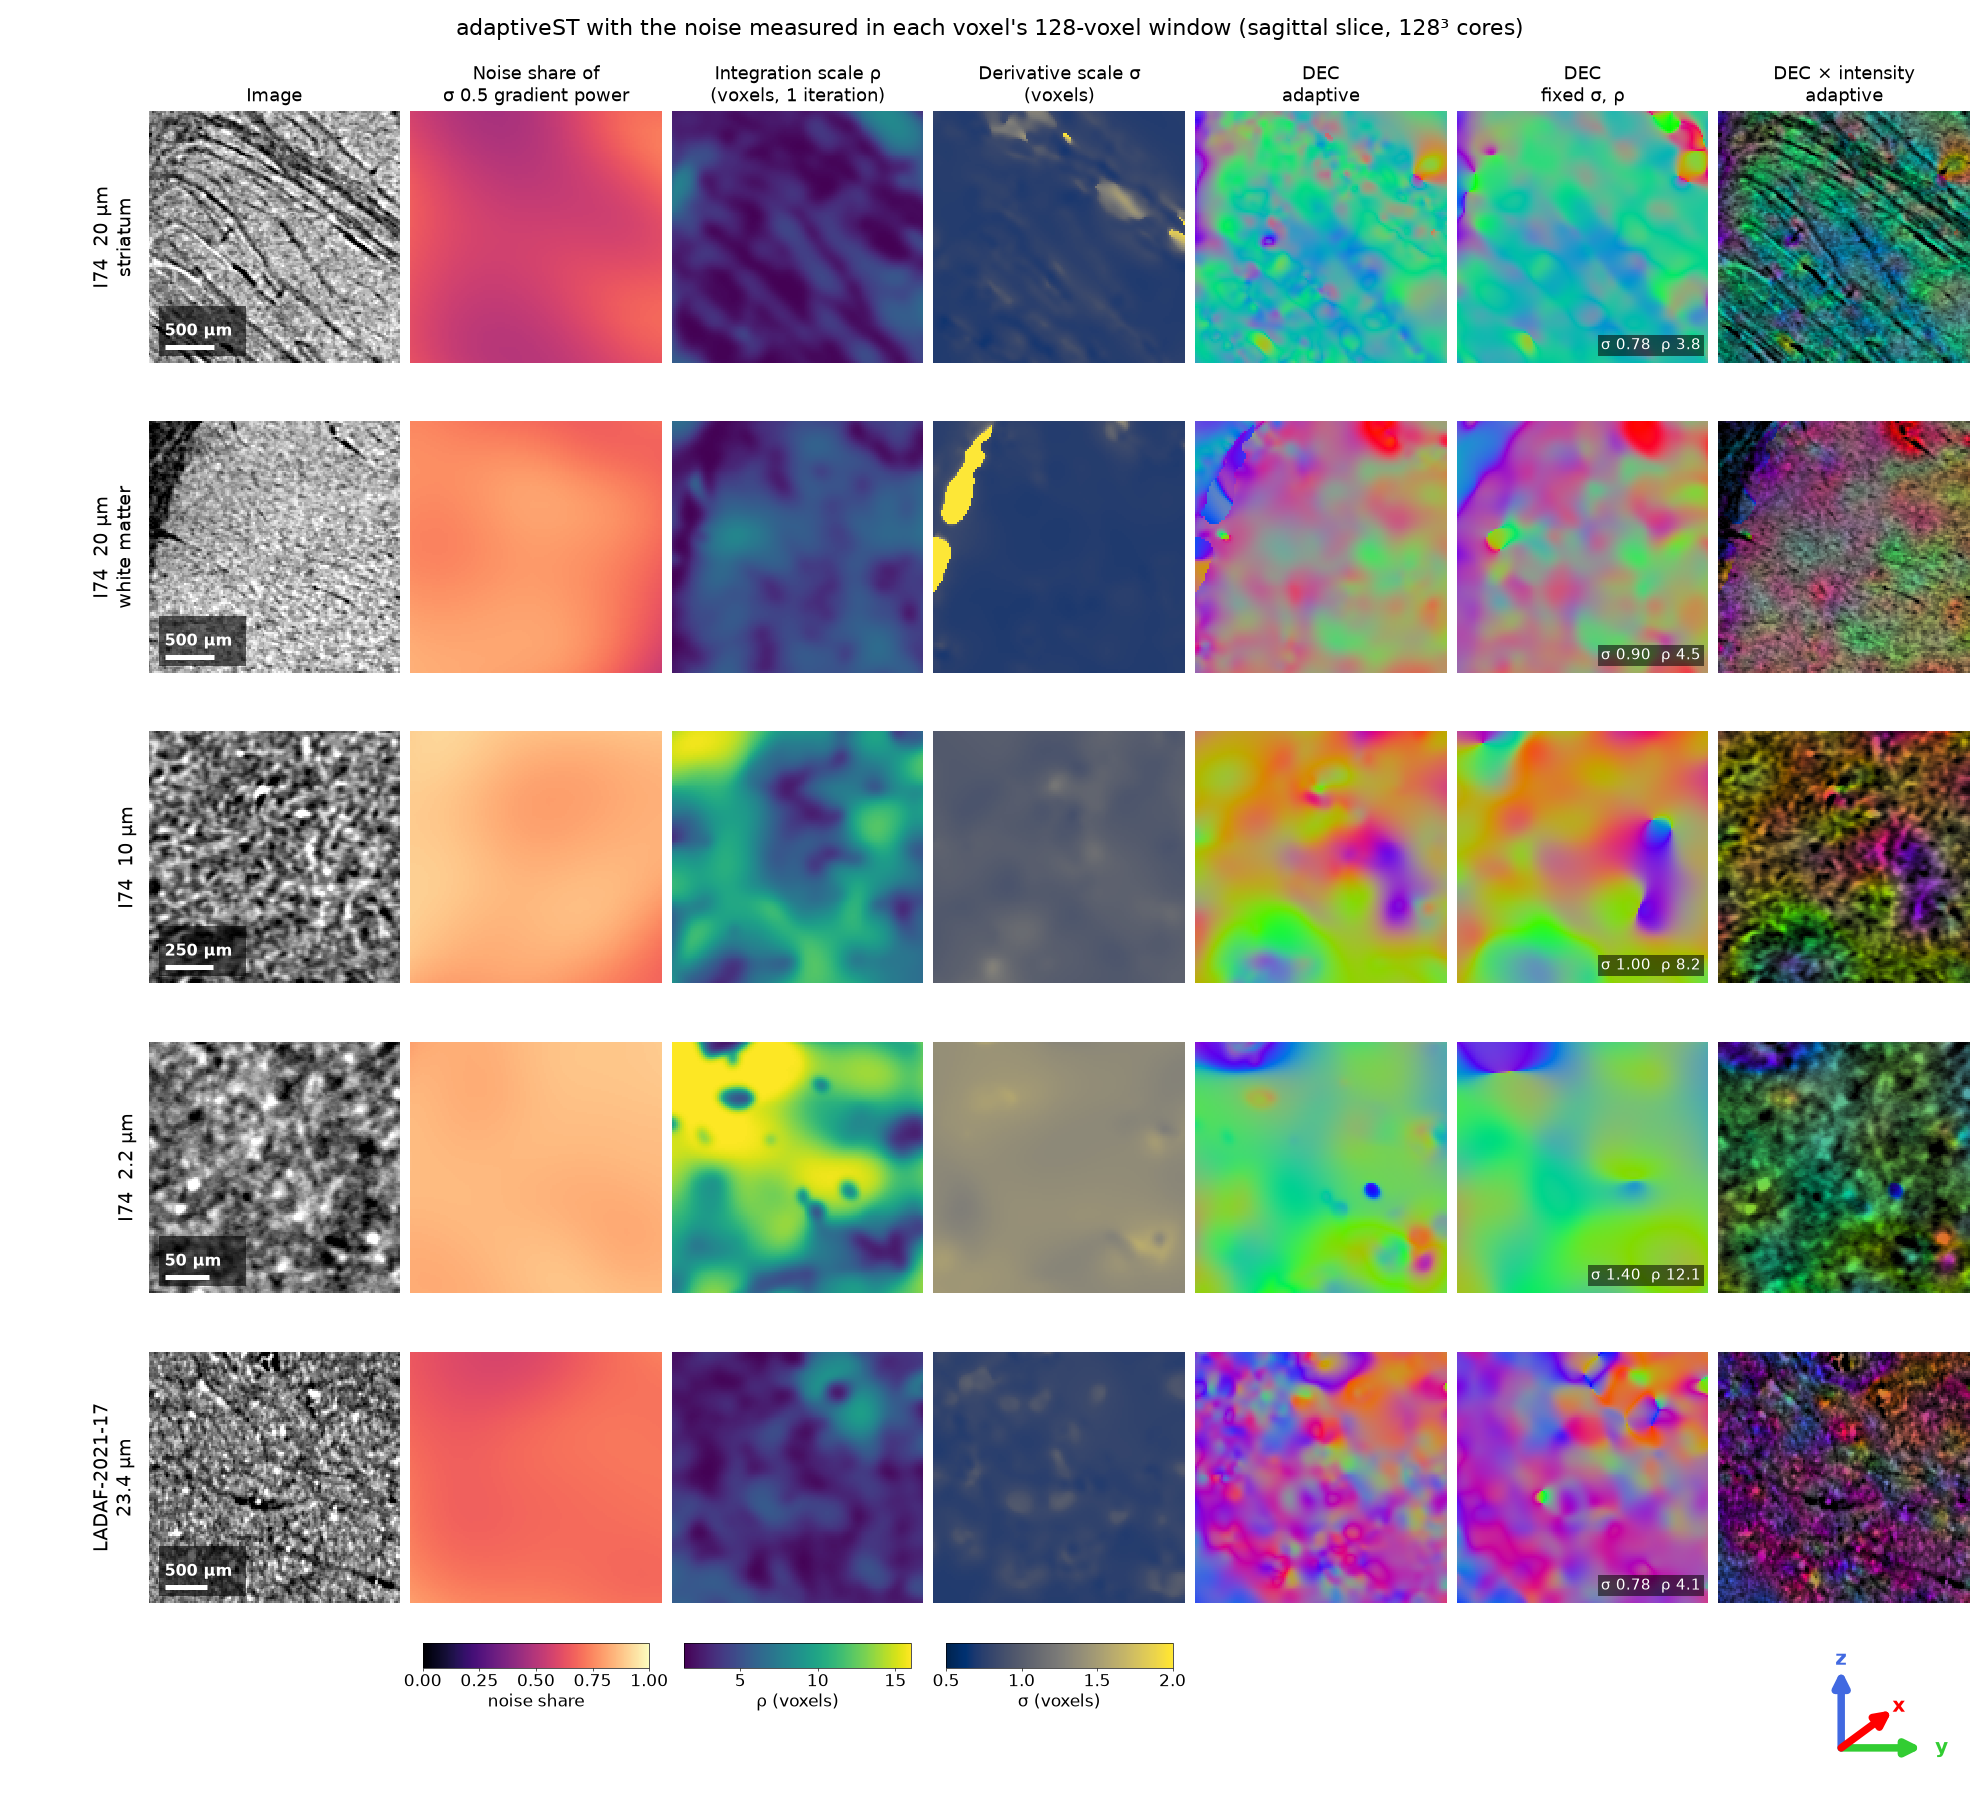 adaptiveST with the noise measured in each voxel's 128-voxel window (sagittal slice, 128³ cores)
Image
Noise share of
σ 0.5 gradient power
Integration scale ρ
(voxels, 1 iteration)
Derivative scale σ
(voxels)
DEC
adaptive
DEC
fixed σ, ρ
DEC × intensity
adaptive
I74 20 µm
striatum
500 µm
σ 0.78 ρ 3.8
I74 20 µm
white matter
500 µm
σ 0.90 ρ 4.5
I74 10 µm
250 µm
σ 1.00 ρ 8.2
I74 2.2 µm
50 µm
σ 1.40 ρ 12.1
LADAF-2021-17
23.4 µm
500 µm
σ 0.78 ρ 4.1
0.00 0.25 0.50 0.75 1.00
noise share
5 10 15
ρ (voxels)
0.5 1.0 1.5 2.0
σ (voxels)
z
x
y